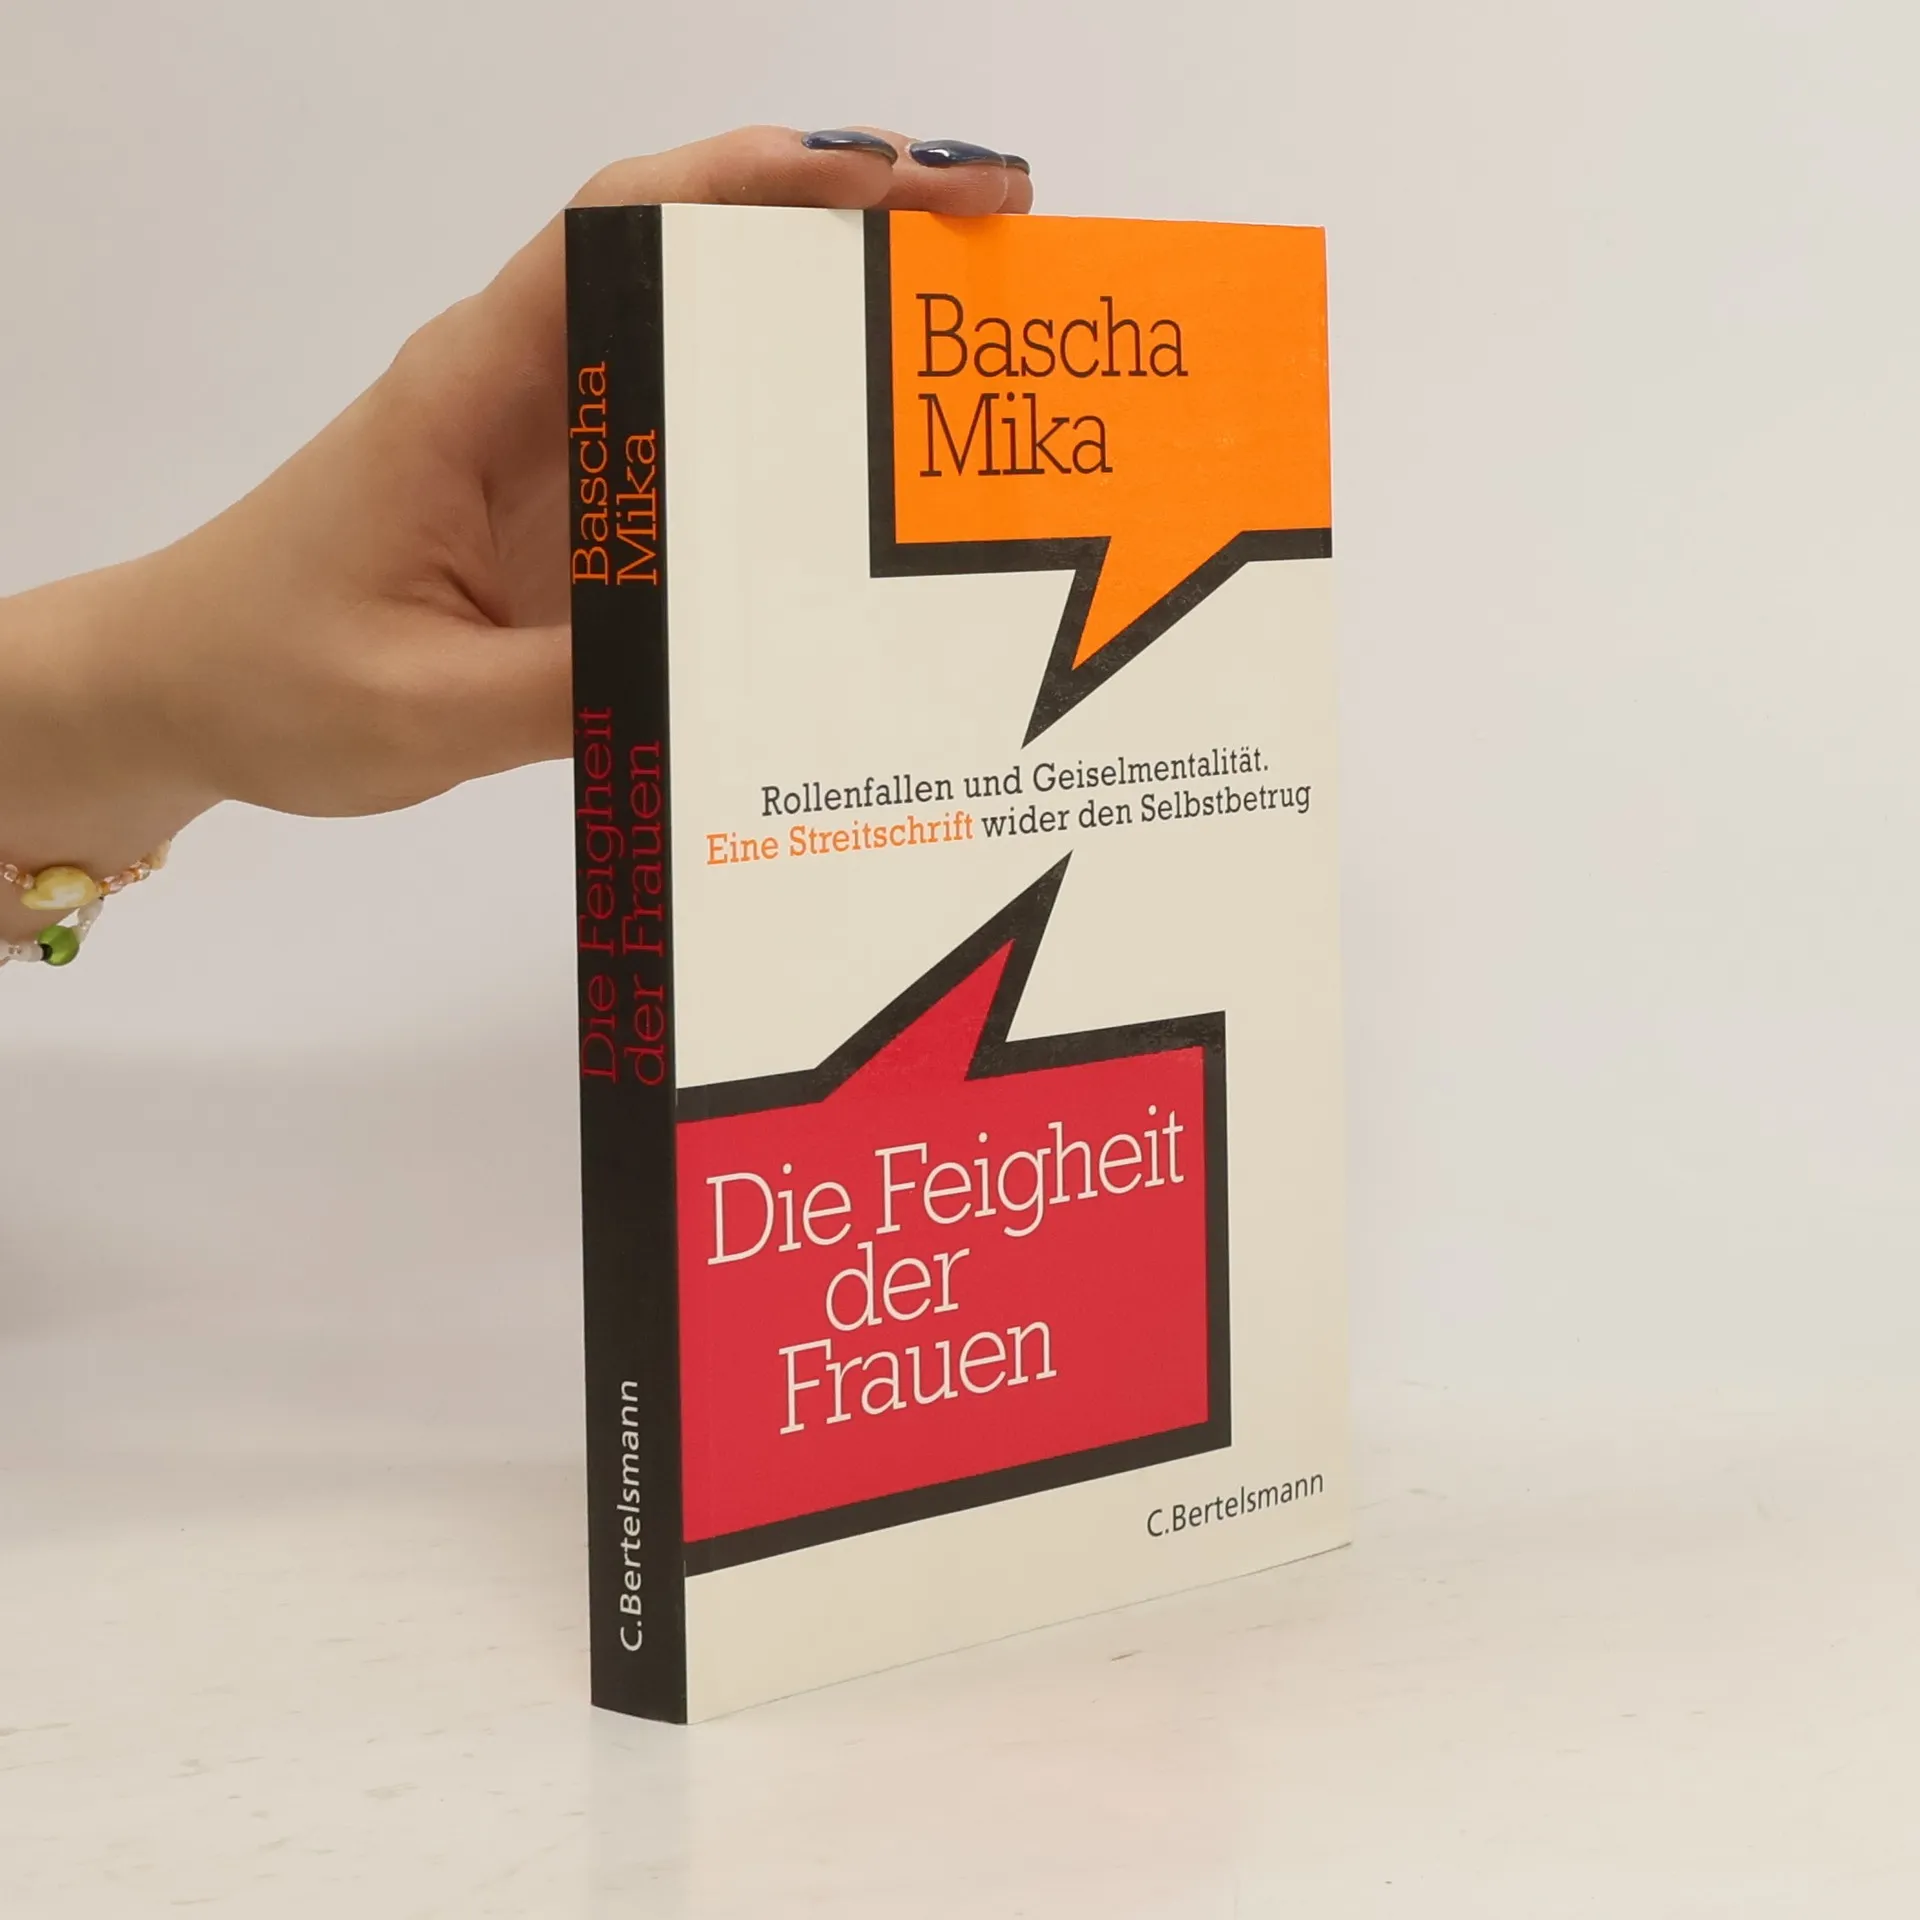 Bascha
Mika
Rollenfallen und Geiselmentalität.
Eine Streitschrift wider den Selbstbetrug
Die Feigheit
der
Frauen
C.Bertelsmann
Bascha
Mika
Die Feigheit
der Frauen
C.Bertelsmann